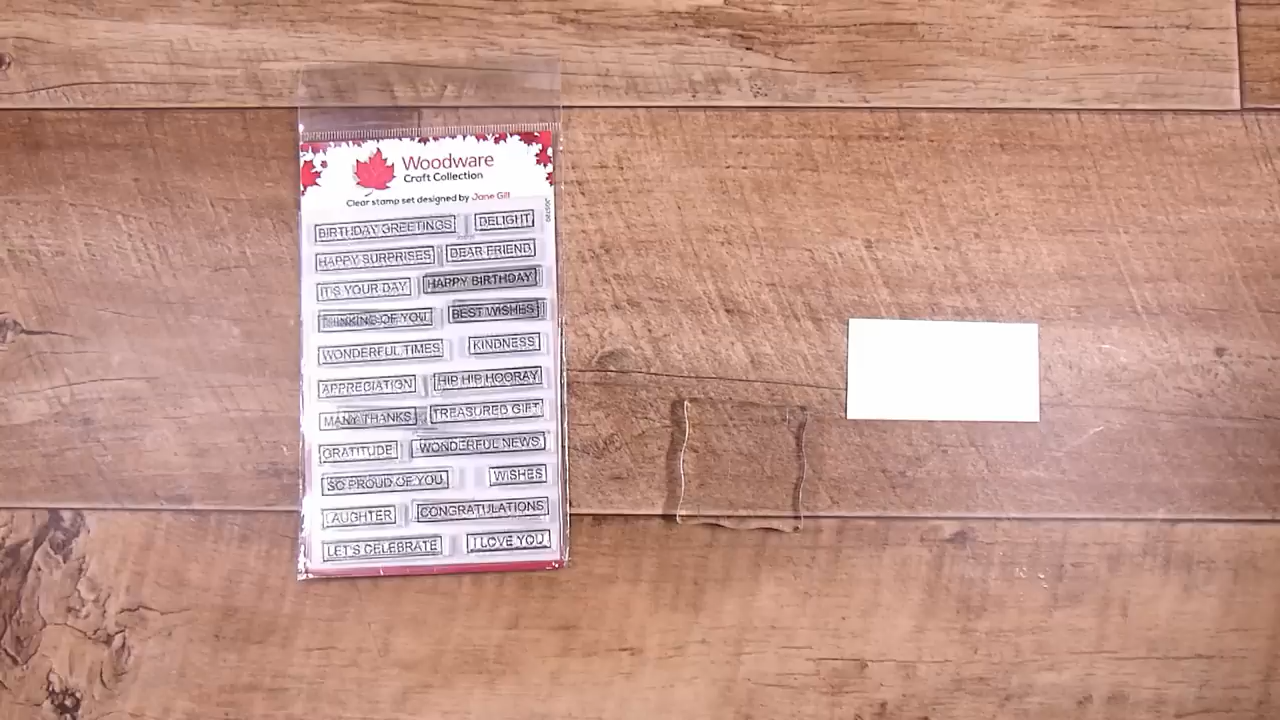 Woodware
Craft Collection
Clear stamp set designed by Jane Gill
BIRTHDAY GREETINGS DELIGHT
HAPPY SURPRISES DEAR FRIEND
IT'S YOUR DAY HAPPY BIRTHDAY
THINKING OF YOU BEST WISHES
WONDERFUL TIMES KINDNESS
APPRECIATION HIP HIP HOORAY
MANY THANKS TREASURED GIFT
GRATITUDE WONDERFUL NEWS
SO PROUD OF YOU WISHES
LAUGHTER CONGRATULATIONS
LET'S CELEBRATE I LOVE YOU